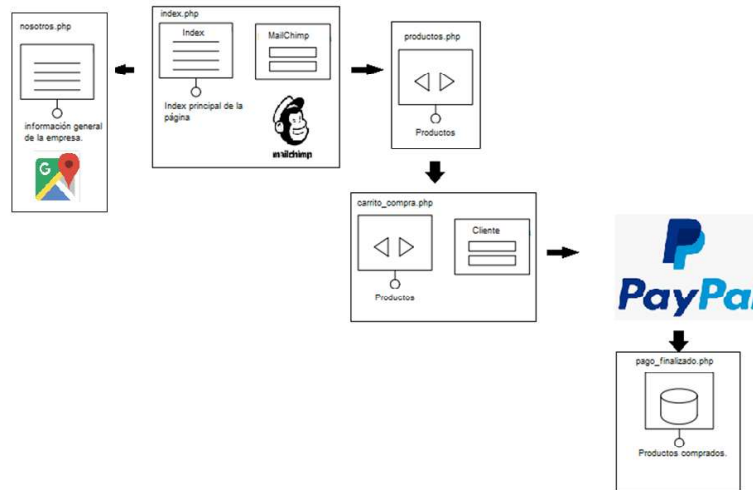 nosotros.php
información general
de la empresa.
G
index.php
Index
MailChimp
Index principal de la
página
mailchimp
productos.php
Productos
carrito_compra.php
Cliente
Productos
PayPal
pago_finalizado.php
Productos comprados.